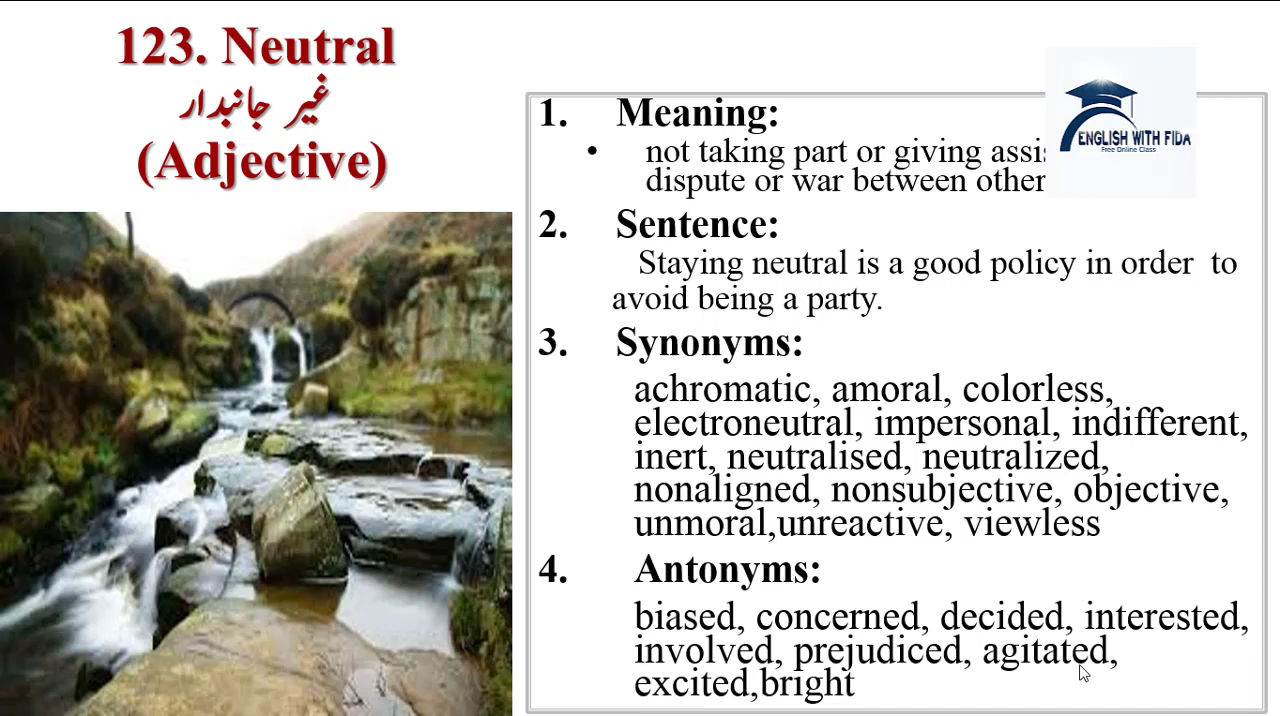 123. Neutral
غیر جانبدار
(Adjective)
ENGLISH WITH FIDA
Free Online Class
1. Meaning:
• not taking part or giving
dispute or war between other
2. Sentence:
Staying neutral is a good policy in order to
avoid being a party.
3. Synonyms:
achromatic, amoral, colorless,
electroneutral, impersonal, indifferent,
inert, neutralised, neutralized,
nonaligned, nonsubjective, objective,
unmoral,unreactive, viewless
4. Antonyms:
biased, concerned, decided, interested,
involved, prejudiced, agitated,
excited,bright